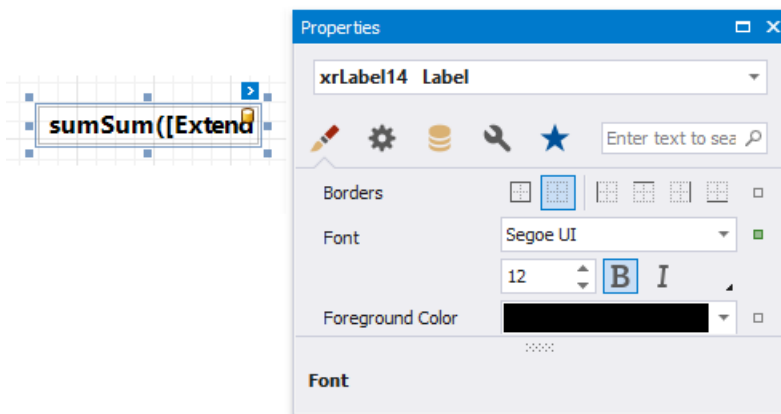 Properties
xrLabel14 Label
sumSum([Extend
Enter text to sea
Borders
Font
Segoe UI
12
B
I
Foreground Color
Font